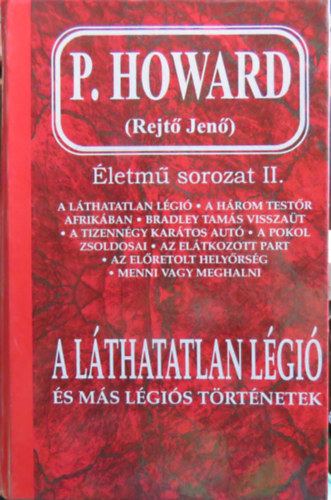 P. HOWARD
(Rejtő Jenő)
Életmű sorozat II.
A LÁTHATATLAN LÉGIÓ • A HÁROM TESTŐR
AFRIKÁBAN • BRADLEY TAMÁS VISSZAÜT
• A TIZENNÉGY KARÁTOS AUTÓ • A POKOL
ZSOLDOSAI • AZ ELÁTKOZOTT PART
• AZ ELŐRETOLT HELYŐRSÉG
• MENNI VAGY MEGHALNI
A LÁTHATATLAN LÉGIÓ
ÉS MÁS LÉGIÓS TÖRTÉNETEK